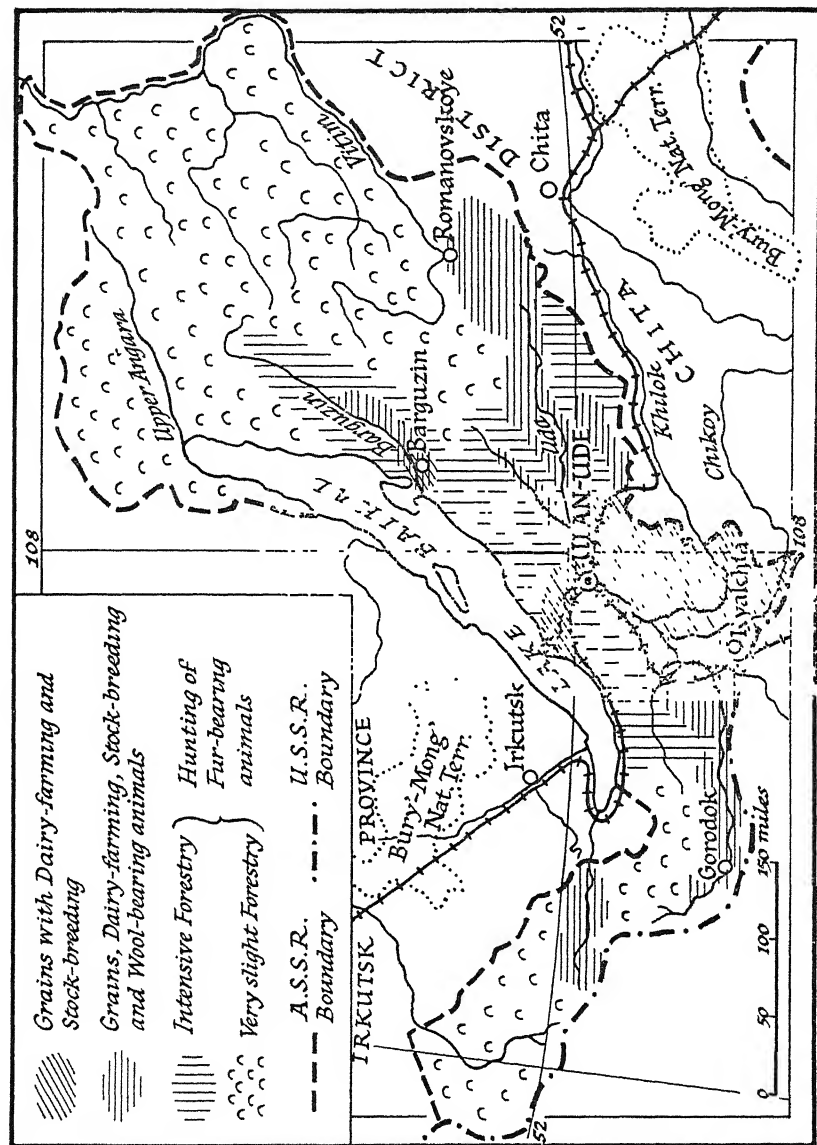 Grains with Dairy-farming and
Stock-breeding
Grains, Dairy-farming, Stock-breeding
and Wool-bearing animals
Intensive Forestry
Very slight Forestry
Hunting of
Fur-bearing
animals
A.S.S.R.
Boundary
U.S.S.R.
Boundary
108
52
Upper Angara
Vitim
CHITA DISTRICT
Romanovskoye
Barguzin
Barguzin
LAKE BAIKAL
Chita
Uda
ULAN-UDE
Khilok
Chikoy
Bury'-Mong' Nat. Terr.
IRKUTSK PROVINCE
Bury'-Mong'
Nat. Terr.
Irkutsk
Gorodok
108
52
0 50 100 150 miles